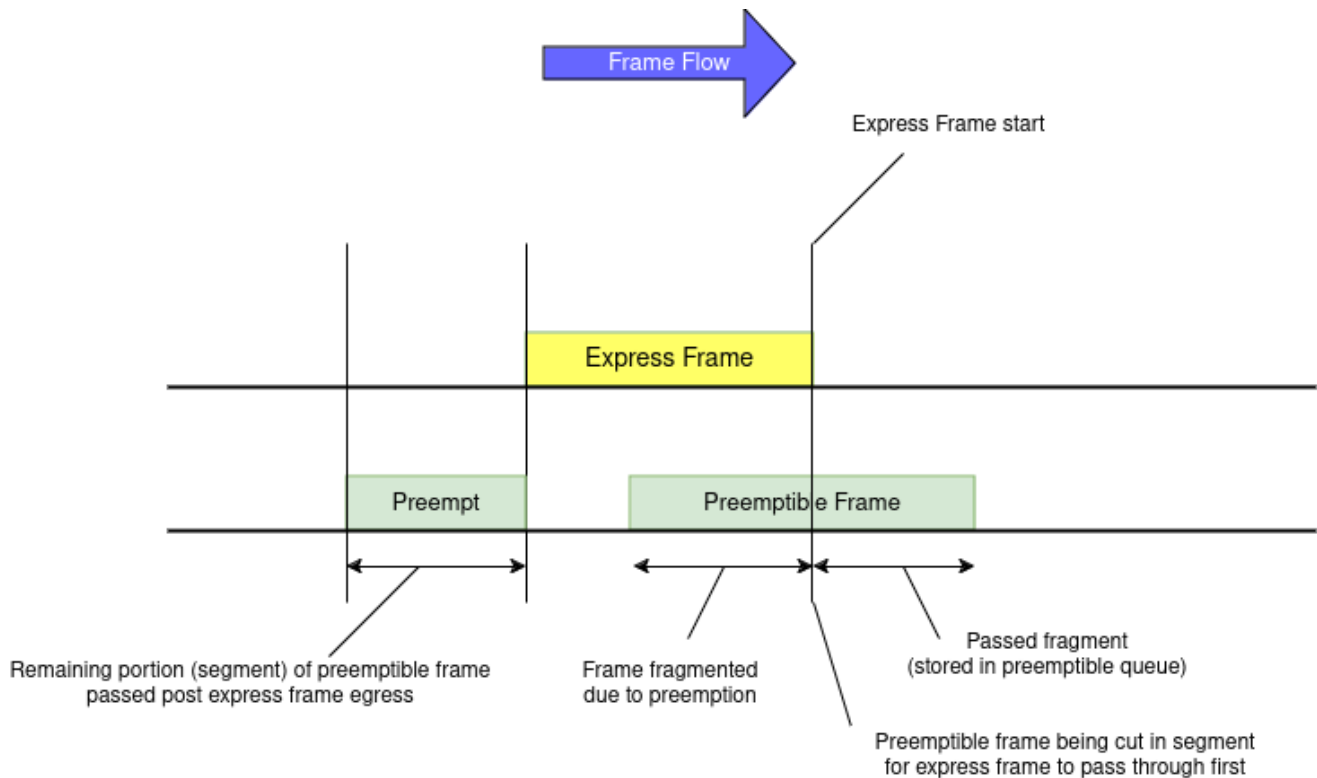 Frame Flow
Express Frame start
Express Frame
Preempt
Preemptible Frame
Remaining portion (segment) of preemptible frame
passed post express frame egress
Frame fragmented
due to preemption
Passed fragment
(stored in preemptible queue)
Preemptible frame being cut in segment
for express frame to pass through first